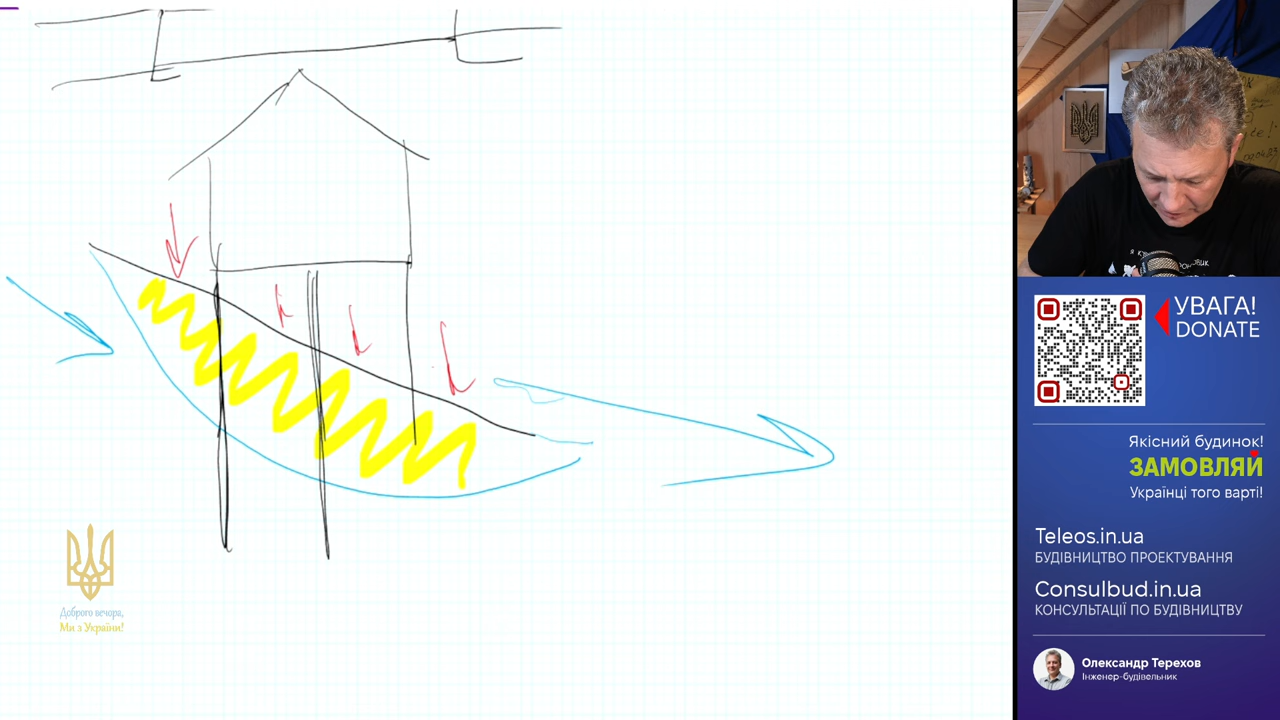 УВАГА!
DONATE
Якісний будинок!
ЗАМОВЛЯЙ
Українці того варті!
Teleos.in.ua
БУДІВНИЦТВО ПРОЕКТУВАННЯ
Consulbud.in.ua
КОНСУЛЬТАЦІЇ ПО БУДІВНИЦТВУ
Олександр Терехов
Інженер-будівельник
Доброго вечора,
Ми з України!